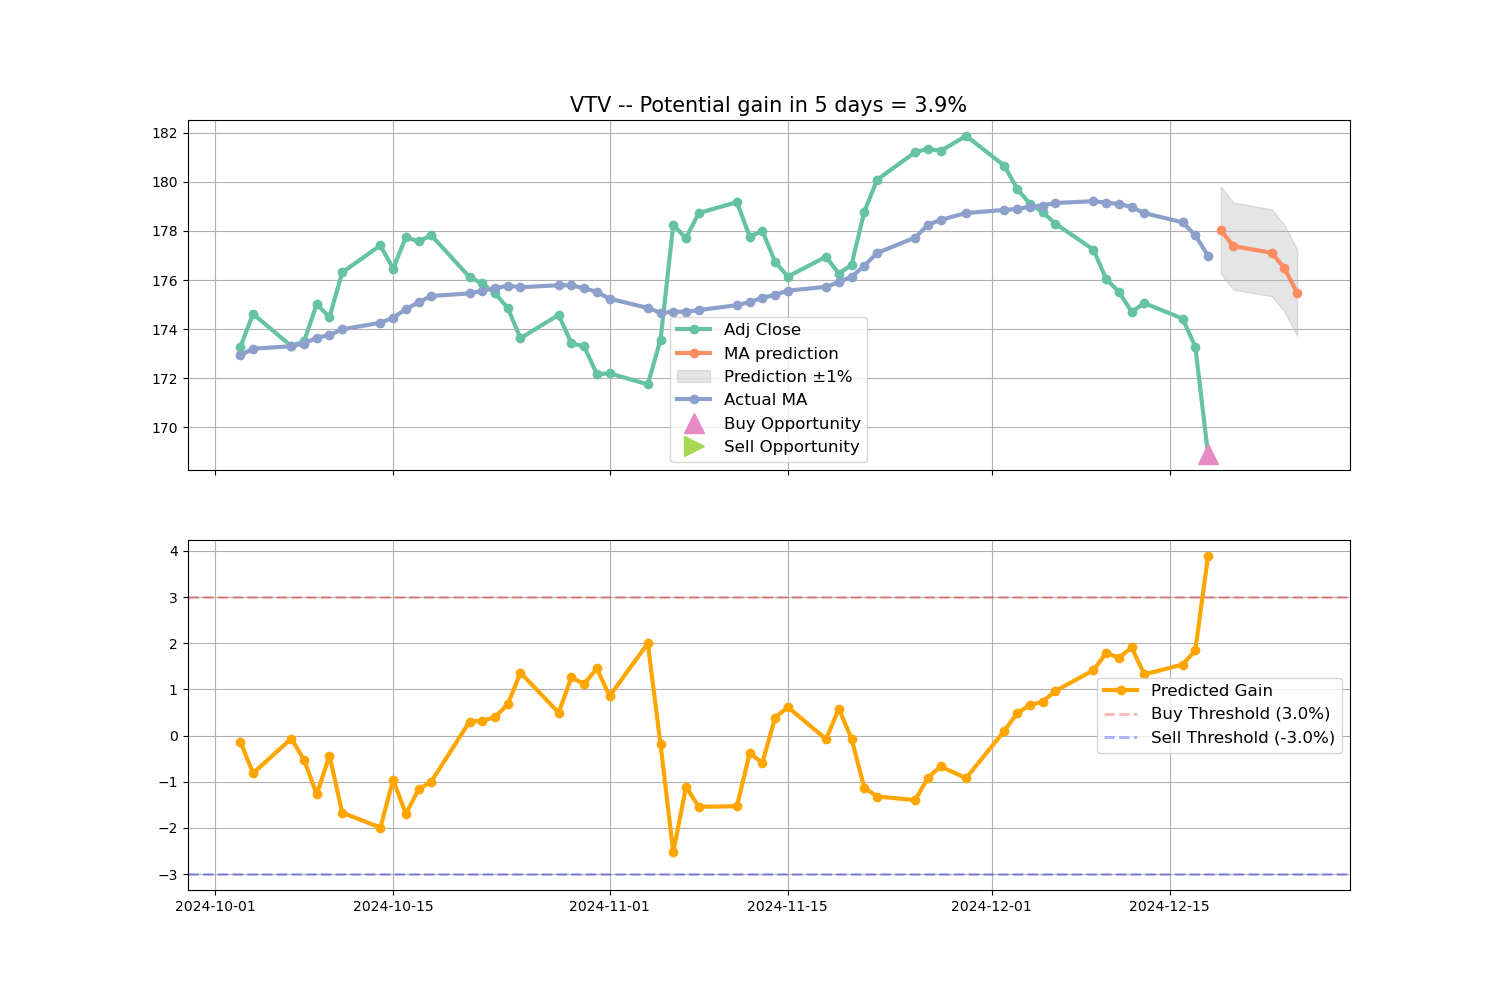 VTV -- Potential gain in 5 days = 3.9%
182
180
178
176
174
172
170
Adj Close
MA prediction
Prediction ±1%
Actual MA
Buy Opportunity
Sell Opportunity
4
3
2
1
0
−1
−2
−3
Predicted Gain
Buy Threshold (3.0%)
Sell Threshold (-3.0%)
2024-10-01
2024-10-15
2024-11-01
2024-11-15
2024-12-01
2024-12-15